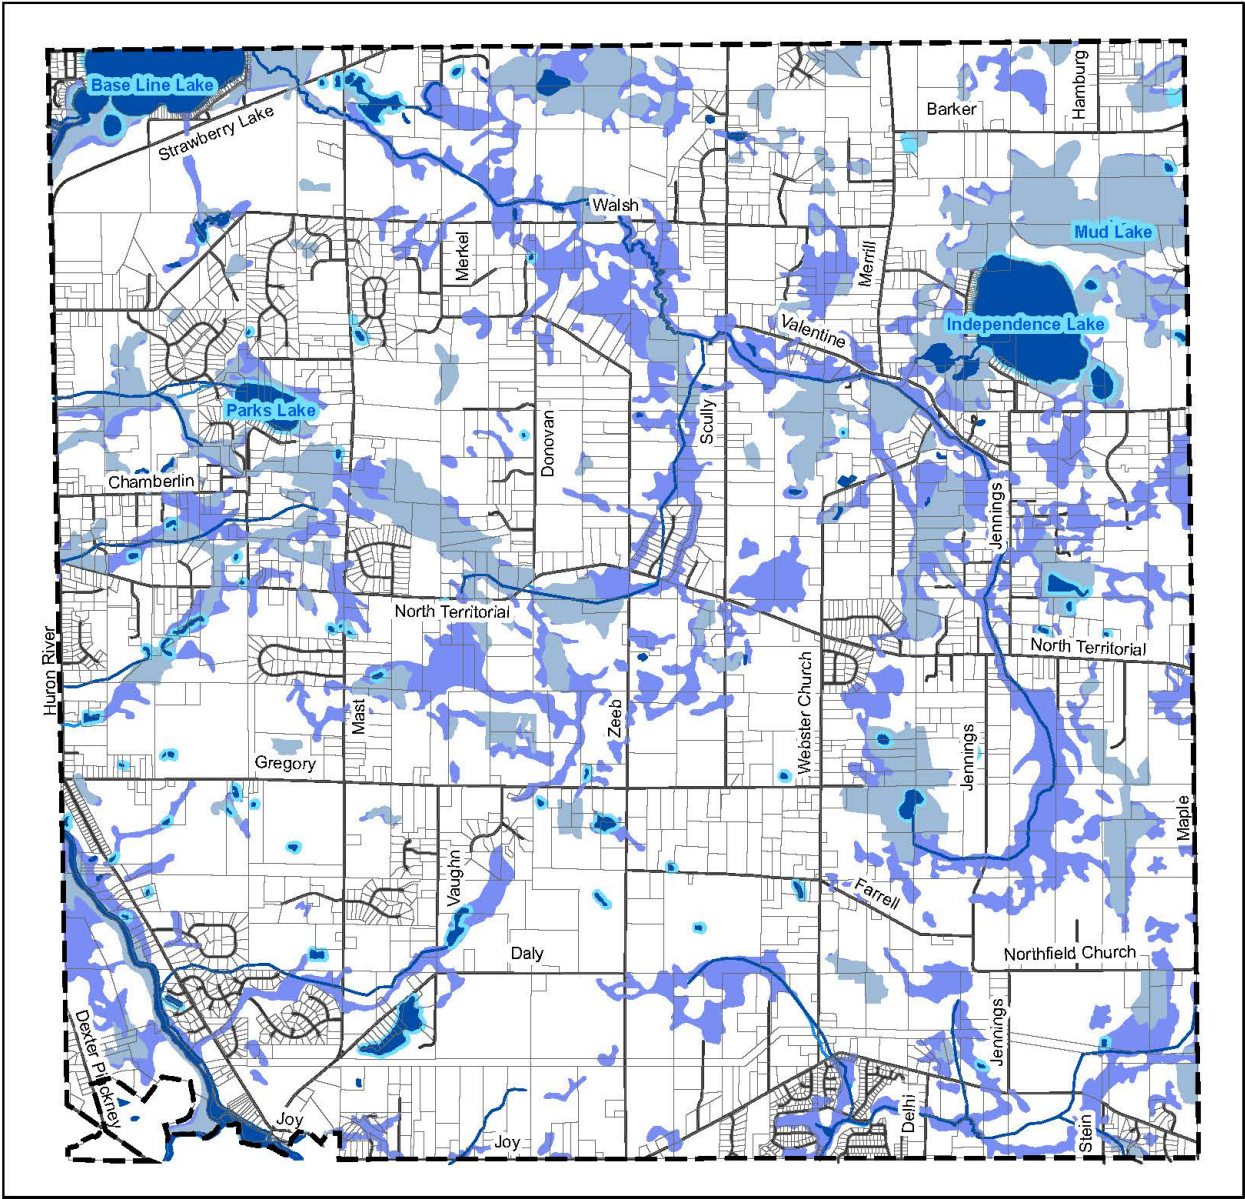 Hamburg
Base Line Lake
Barker
Strawberry Lake
Walsh
Mud Lake
Merkel
Merrill
Independence Lake
Valentine
Parks Lake
Scully
Donovan
Chamberlin
Jennings
North Territorial
North Territorial
Huron River
Mast
Zeeb
Webster Church
Jennings
Gregory
Maple
Vaughn
Farrell
Daly
Northfield Church
Jennings
Dexter Pinckney
Joy
Joy
Delhi
Stein